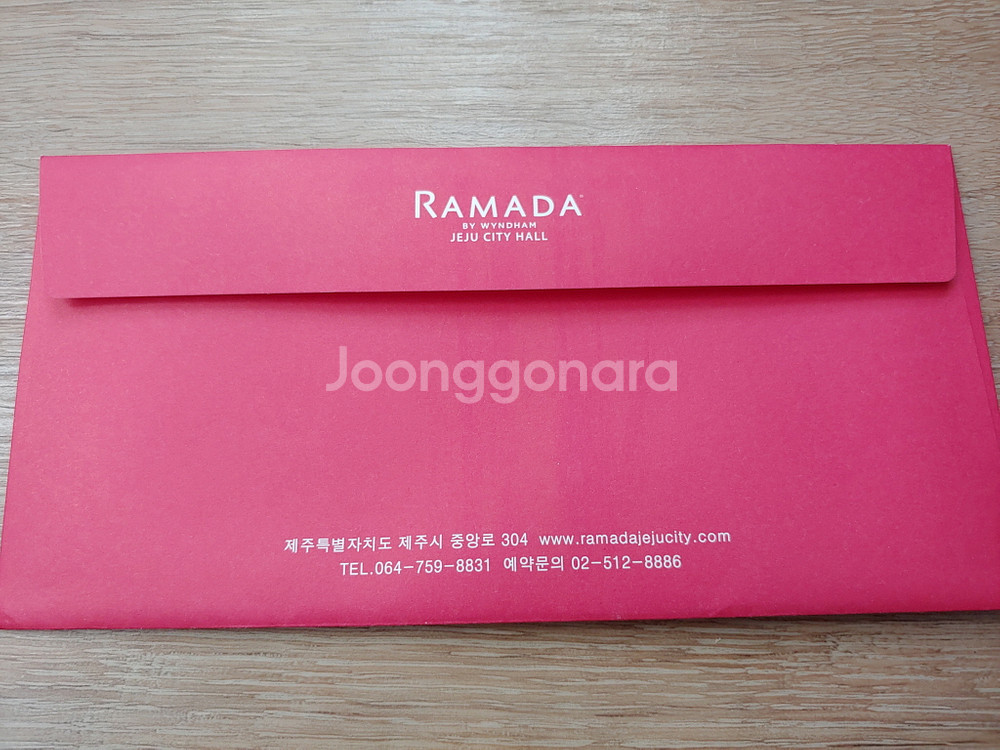 RAMADA
BY WYNDHAM
JEJU CITY HALL
Joonggonara
제주특별자치도 제주시 중앙로 304 www.ramadajejucity.com
TEL.064-759-8831 예약문의 02-512-8886